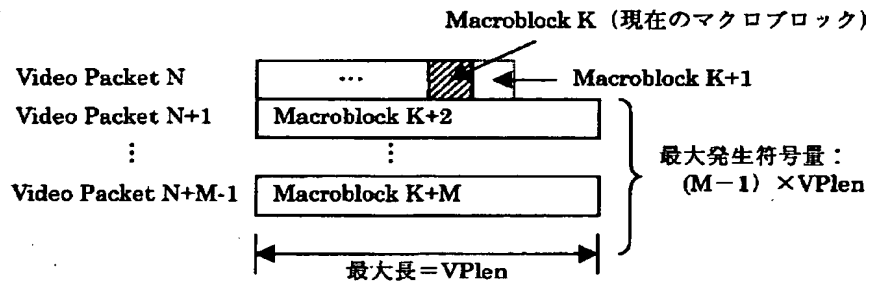 Macroblock K（現在のマクロブロック）
Video Packet N
...
Macroblock K+1
Video Packet N+1
Macroblock K+2
⋮
⋮
最大発生符号量：
(M－1) ×VPlen
Video Packet N+M-1
Macroblock K+M
最大長＝VPlen